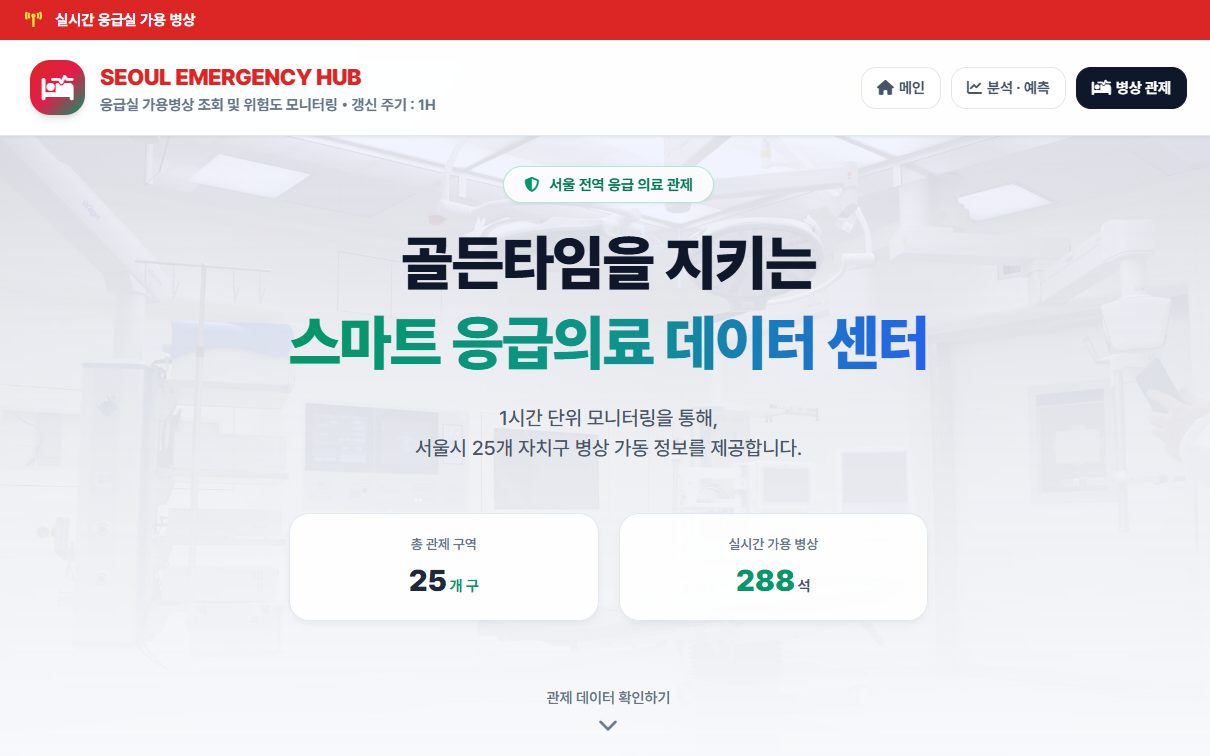 실시간 응급실 가용 병상
SEOUL EMERGENCY HUB
응급실 가용병상 조회 및 위험도 모니터링 • 갱신 주기 : 1H
메인
분석 · 예측
병상 관제
서울 전역 응급 의료 관제
골든타임을 지키는
스마트 응급의료 데이터 센터
1시간 단위 모니터링을 통해,
서울시 25개 자치구 병상 가동 정보를 제공합니다.
총 관제 구역
25 개 구
실시간 가용 병상
288 석
관제 데이터 확인하기